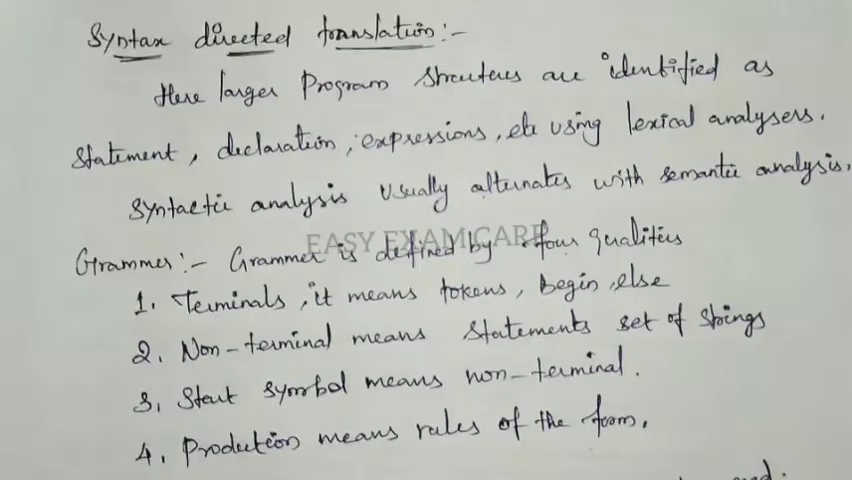 Syntax directed translation :-
Here larger Program structures are identified as
statement, declaration, expressions, etc using lexical analysers.
Syntactic analysis usually alternates with semantic analysis.
EASY EXAM CARE
Grammer :- Grammer is defined by four qualities
1. Terminals, it means tokens, begin, else
2. Non-terminal means statements set of strings
3. Start symbol means non-terminal.
4. Production means rules of the form.